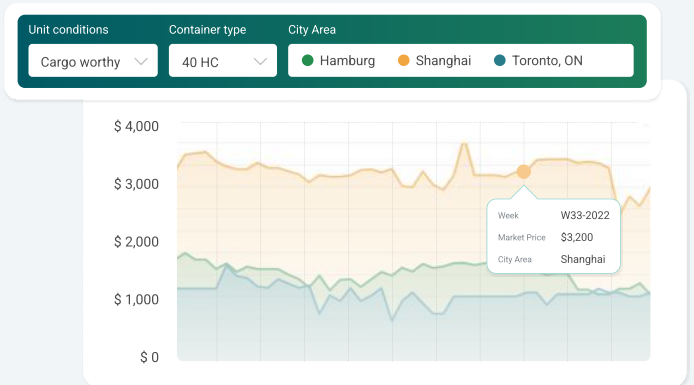 Unit conditions
Container type
City Area
Cargo worthy
40 HC
Hamburg
Shanghai
Toronto, ON
$ 4,000
$ 3,000
$ 2,000
$ 1,000
$ 0
Week W33-2022
Market Price $3,200
City Area Shanghai